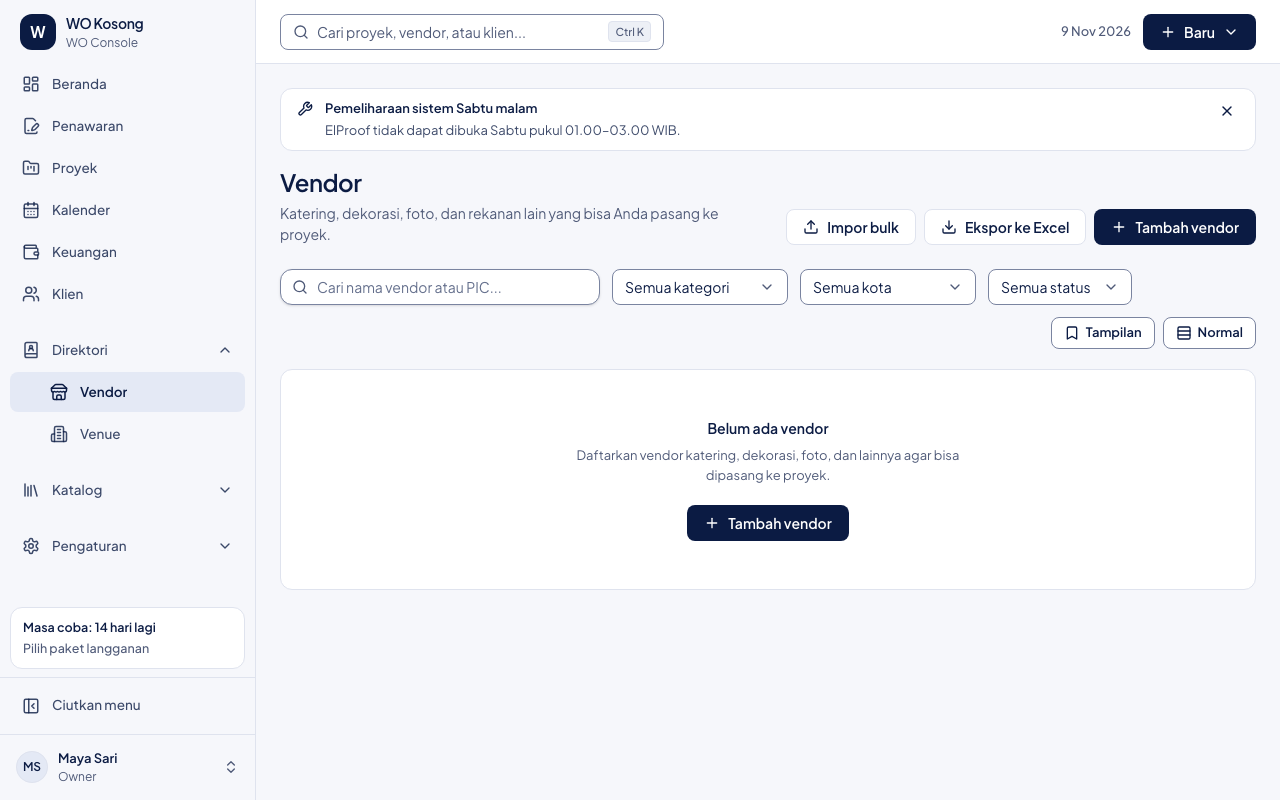 W
WO Kosong
WO Console
Beranda
Penawaran
Proyek
Kalender
Keuangan
Klien
Direktori
Vendor
Venue
Katalog
Pengaturan
Masa coba: 14 hari lagi
Pilih paket langganan
Ciutkan menu
MS
Maya Sari
Owner
Cari proyek, vendor, atau klien...
Ctrl K
9 Nov 2026
Baru
Pemeliharaan sistem Sabtu malam
ElProof tidak dapat dibuka Sabtu pukul 01.00–03.00 WIB.
Vendor
Katering, dekorasi, foto, dan rekanan lain yang bisa Anda pasang ke
proyek.
Impor bulk
Ekspor ke Excel
Tambah vendor
Cari nama vendor atau PIC...
Semua kategori
Semua kota
Semua status
Tampilan
Normal
Belum ada vendor
Daftarkan vendor katering, dekorasi, foto, dan lainnya agar bisa
dipasang ke proyek.
Tambah vendor